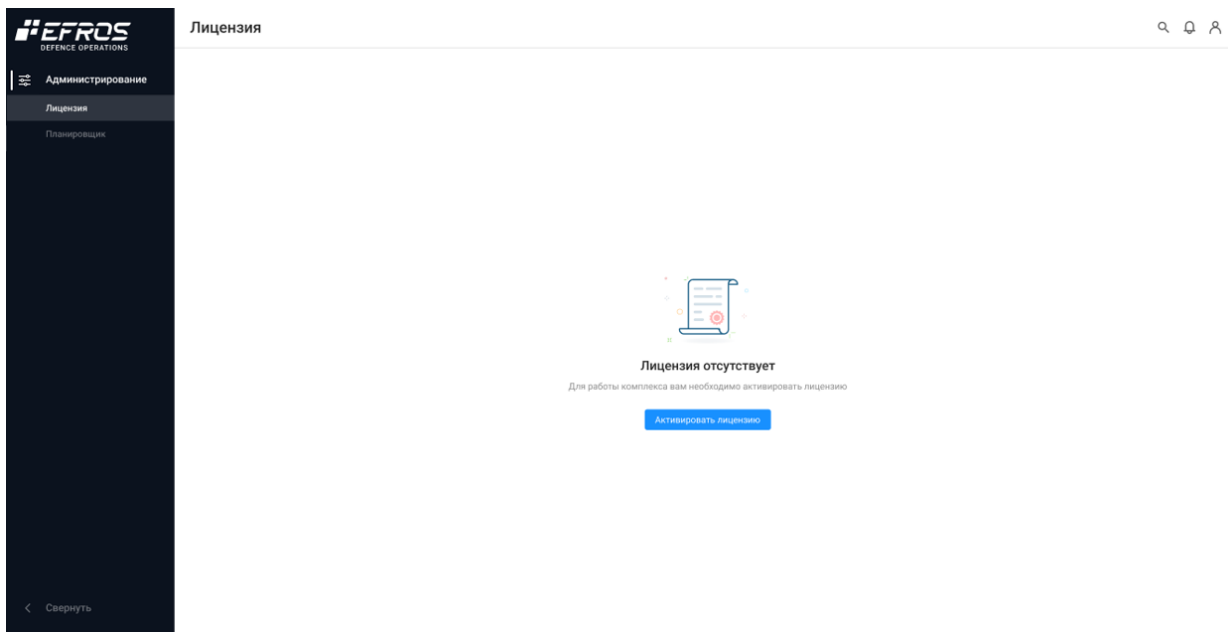 EFROS
DEFENCE OPERATIONS
Лицензия
Администрирование
Лицензия
Планировщик
Лицензия отсутствует
Для работы комплекса вам необходимо активировать лицензию
Активировать лицензию
Свернуть